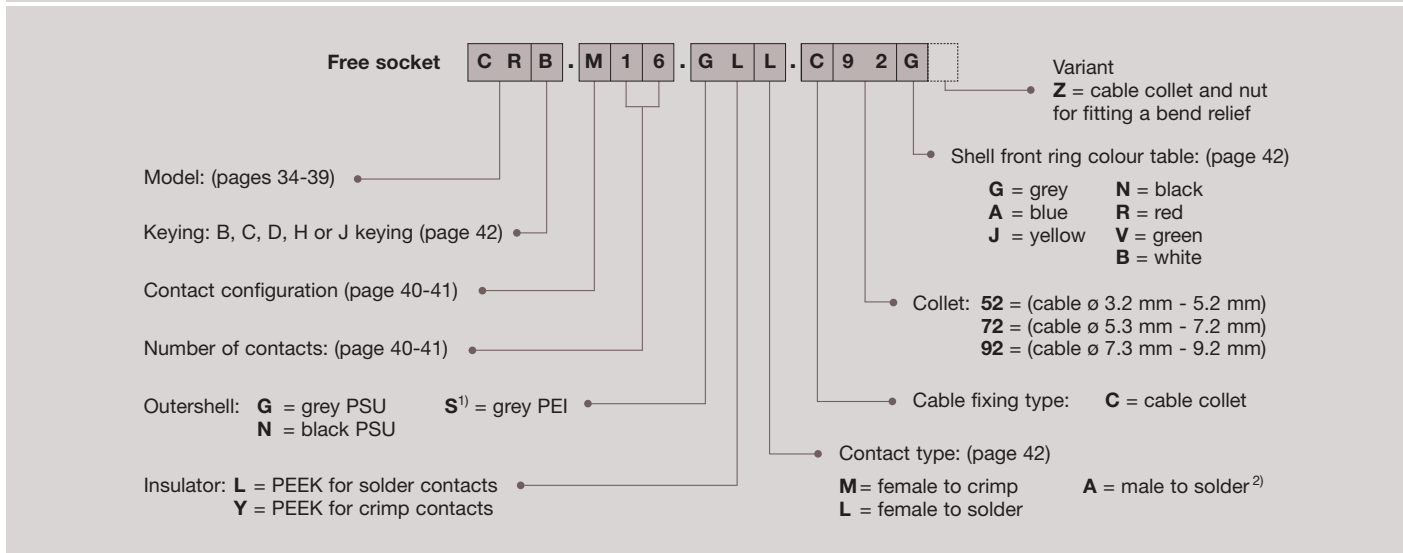 Free socket C R B . M 1 6 . G L L . C 9 2 G
Variant
Z = cable collet and nut
for fitting a bend relief
Shell front ring colour table: (page 42)
G = grey N = black
A = blue R = red
J = yellow V = green
B = white
Model: (pages 34-39)
Keying: B, C, D, H or J keying (page 42)
Contact configuration (page 40-41)
Collet: 52 = (cable ø 3.2 mm - 5.2 mm)
72 = (cable ø 5.3 mm - 7.2 mm)
92 = (cable ø 7.3 mm - 9.2 mm)
Number of contacts: (page 40-41)
Outershell: G = grey PSU S1) = grey PEI
N = black PSU
Cable fixing type: C = cable collet
Contact type: (page 42)
M = female to crimp A = male to solder 2)
L = female to solder
Insulator: L = PEEK for solder contacts
Y = PEEK for crimp contacts